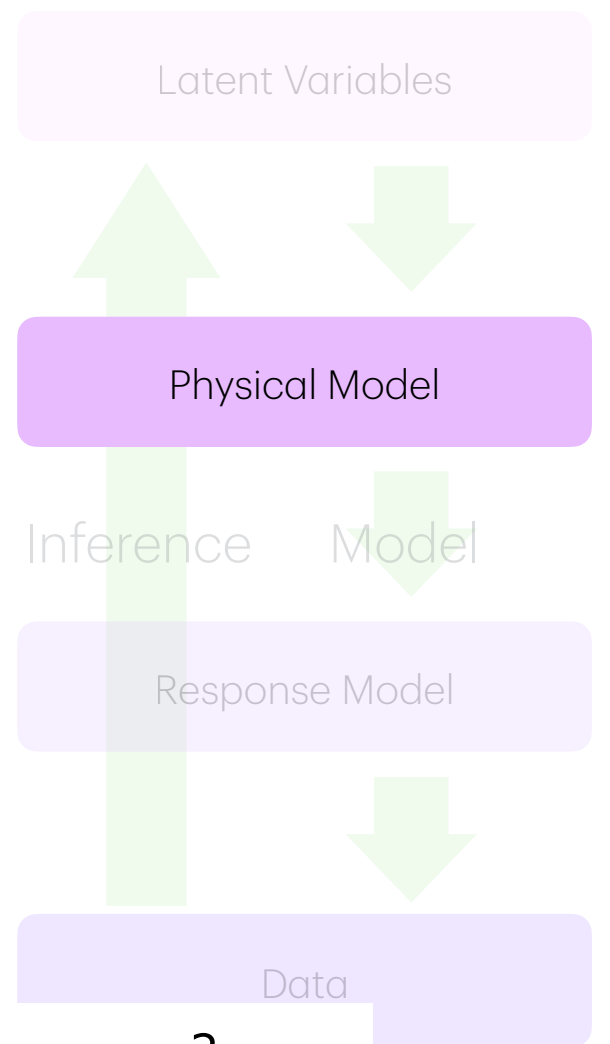 Latent Variables
Physical Model
Inference Model
Response Model
Data